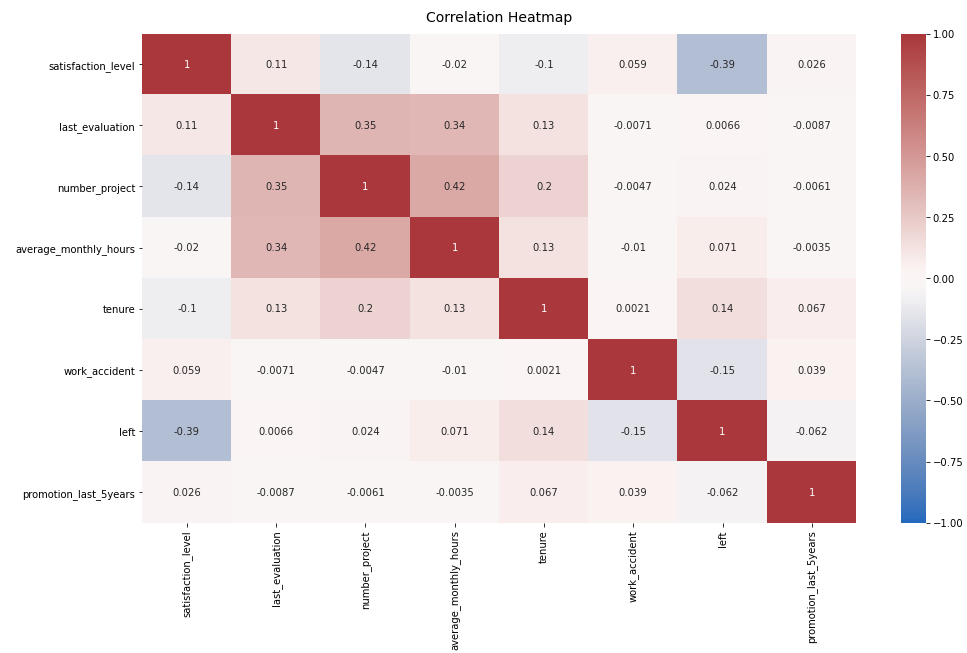 Correlation Heatmap
satisfaction_level 1 0.11 -0.14 -0.02 -0.1 0.059 -0.39 0.026
last_evaluation 0.11 1 0.35 0.34 0.13 -0.0071 0.0066 -0.0087
number_project -0.14 0.35 1 0.42 0.2 -0.0047 0.024 -0.0061
average_monthly_hours -0.02 0.34 0.42 1 0.13 -0.01 0.071 -0.0035
tenure -0.1 0.13 0.2 0.13 1 0.0021 0.14 0.067
work_accident 0.059 -0.0071 -0.0047 -0.01 0.0021 1 -0.15 0.039
left -0.39 0.0066 0.024 0.071 0.14 -0.15 1 -0.062
promotion_last_5years 0.026 -0.0087 -0.0061 -0.0035 0.067 0.039 -0.062 1
satisfaction_level
last_evaluation
number_project
average_monthly_hours
tenure
work_accident
left
promotion_last_5years
1.00
0.75
0.50
0.25
0.00
−0.25
−0.50
−0.75
−1.00